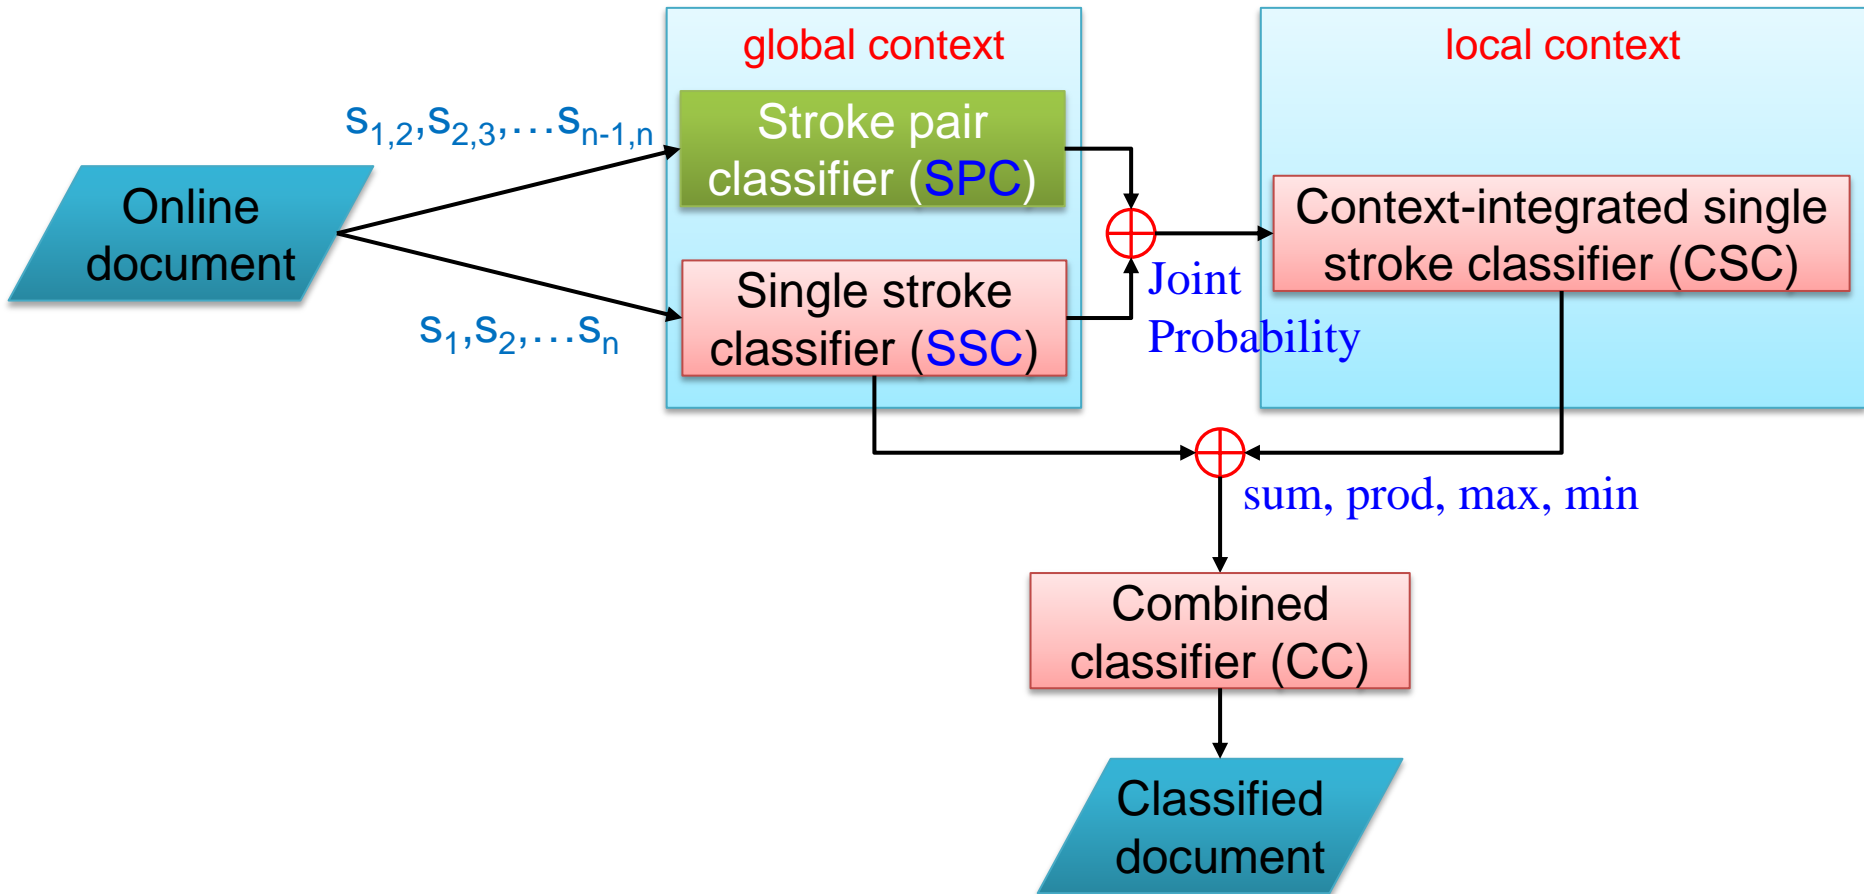 global context
local context
s1,2,s2,3,…sn-1,n
Stroke pair
classifier (SPC)
Online
document
Context-integrated single
stroke classifier (CSC)
Single stroke
classifier (SSC)
Joint
Probability
s1,s2,…sn
sum, prod, max, min
Combined
classifier (CC)
Classified
document